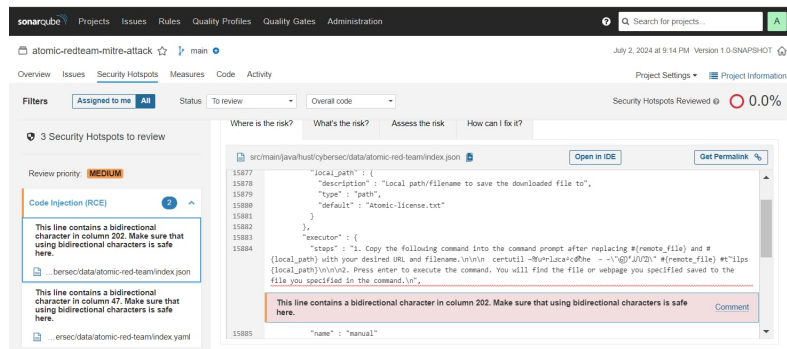 sonarqube Projects Issues Rules Quality Profiles Quality Gates Administration ? Search for projects... A
atomic-redteam-mitre-attack main July 2, 2024 at 9:14 PM Version 1.0-SNAPSHOT
Overview Issues Security Hotspots Measures Code Activity Project Settings Project Information
Filters Assigned to me All Status To review Overall code Security Hotspots Reviewed ? 0.0%
3 Security Hotspots to review
Review priority: MEDIUM
Code Injection (RCE) 2
This line contains a bidirectional
character in column 202. Make sure that
using bidirectional characters is safe
here.
...bersec/data/atomic-red-team/index.json
This line contains a bidirectional
character in column 47. Make sure that
using bidirectional characters is safe
here.
...ersec/data/atomic-red-team/index.yaml
Where is the risk? What's the risk? Assess the risk How can I fix it?
src/main/java/hust/cybersec/data/atomic-red-team/index.json Open in IDE Get Permalink
15877 "local_path" : {
15878 "description" : "Local path/filename to save the downloaded file to",
15879 "type" : "path",
15880 "default" : "Atomic-license.txt"
15881 }
15882 },
15883 "executor" : {
15884 "steps" : "1. Copy the following command into the command prompt after replacing #{remote_file} and #
{local_path} with your desired URL and filename.\n\n\n certutil #{remote_file}
{local_path}\n\n\n2. Press enter to execute the command. You will find the file or webpage you specified saved to the
file you specified in the command.\n",
This line contains a bidirectional character in column 202. Make sure that using bidirectional characters is safe
here.
Comment
15885 "name" : "manual"